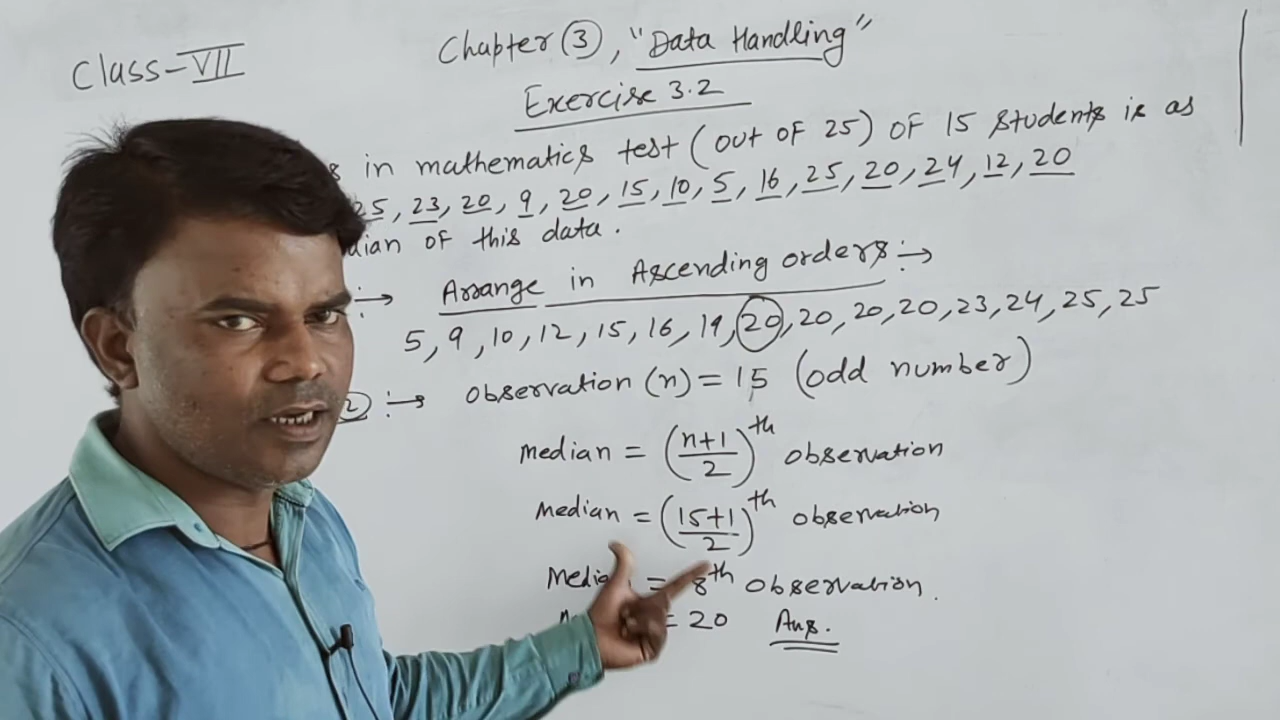 Class-VII
Chapter (3), "Data Handling"
Exercise 3.2
in mathematics test (out of 25) of 15 students is as
25, 23, 20, 9, 20, 15, 10, 5, 16, 25, 20, 24, 12, 20
of this data.
:→ Arrange in Ascending orders:→
5, 9, 10, 12, 15, 16, 19, 20, 20, 20, 20, 23, 24, 25, 25
2 :→ observation (n) = 15 (odd number)
median = (n+1/2)th observation
Median = (15+1/2)th observation
= 8th observation.
= 20 Ans.